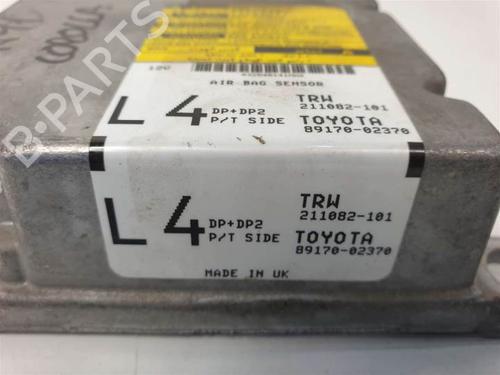 COROLLA
12V
AIR BAG SENSOR
L 4 DP+DP2 TRW
211082-101
P/T SIDE TOYOTA
89170-02370
L 4 DP+DP2 TRW
211082-101
P/T SIDE TOYOTA
89170-02370
MADE IN UK
B-Parts